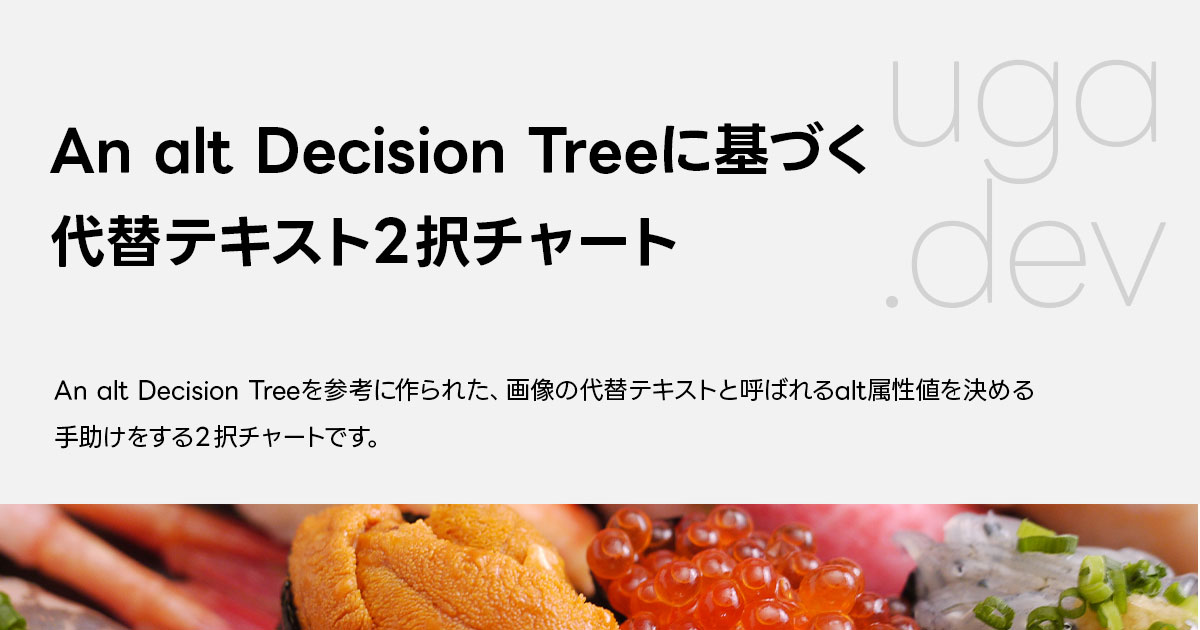 An alt Decision Treeに基づく
代替テキスト2択チャート
uga
.dev
An alt Decision Treeを参考に作られた、画像の代替テキストと呼ばれるalt属性値を決める
手助けをする2択チャートです。